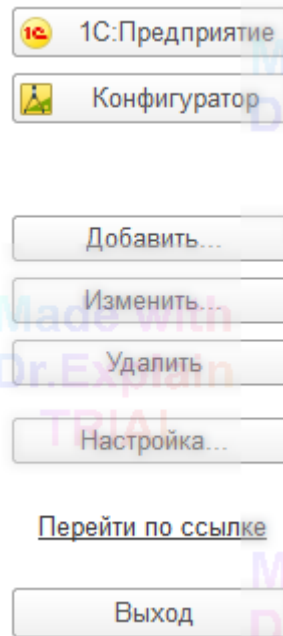 1С:Предприятие
Конфигуратор
Добавить...
Изменить...
Made with
Удалить
Dr.Explain
TRIAL
Настройка...
Перейти по ссылке
Выход